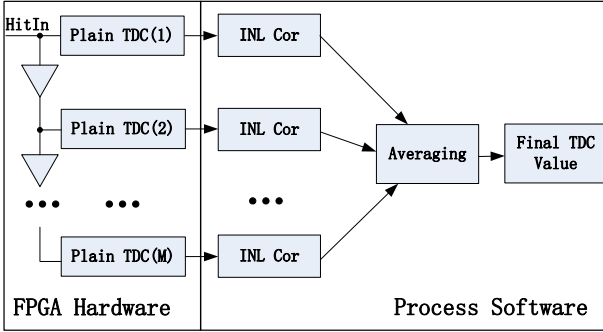 HitIn
Plain TDC(1)
INL Cor
Plain TDC(2)
INL Cor
Averaging
Final TDC
Value
Plain TDC(M)
INL Cor
FPGA Hardware
Process Software